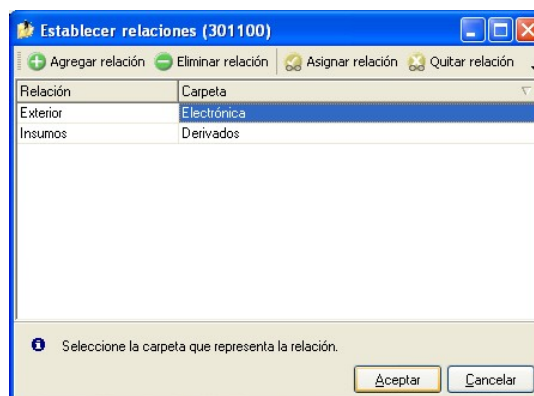 Establecer relaciones (301100)
Agregar relación Eliminar relación Asignar relación Quitar relación
Relación Carpeta
Exterior Electrónica
Insumos Derivados
Seleccione la carpeta que representa la relación.
Aceptar Cancelar